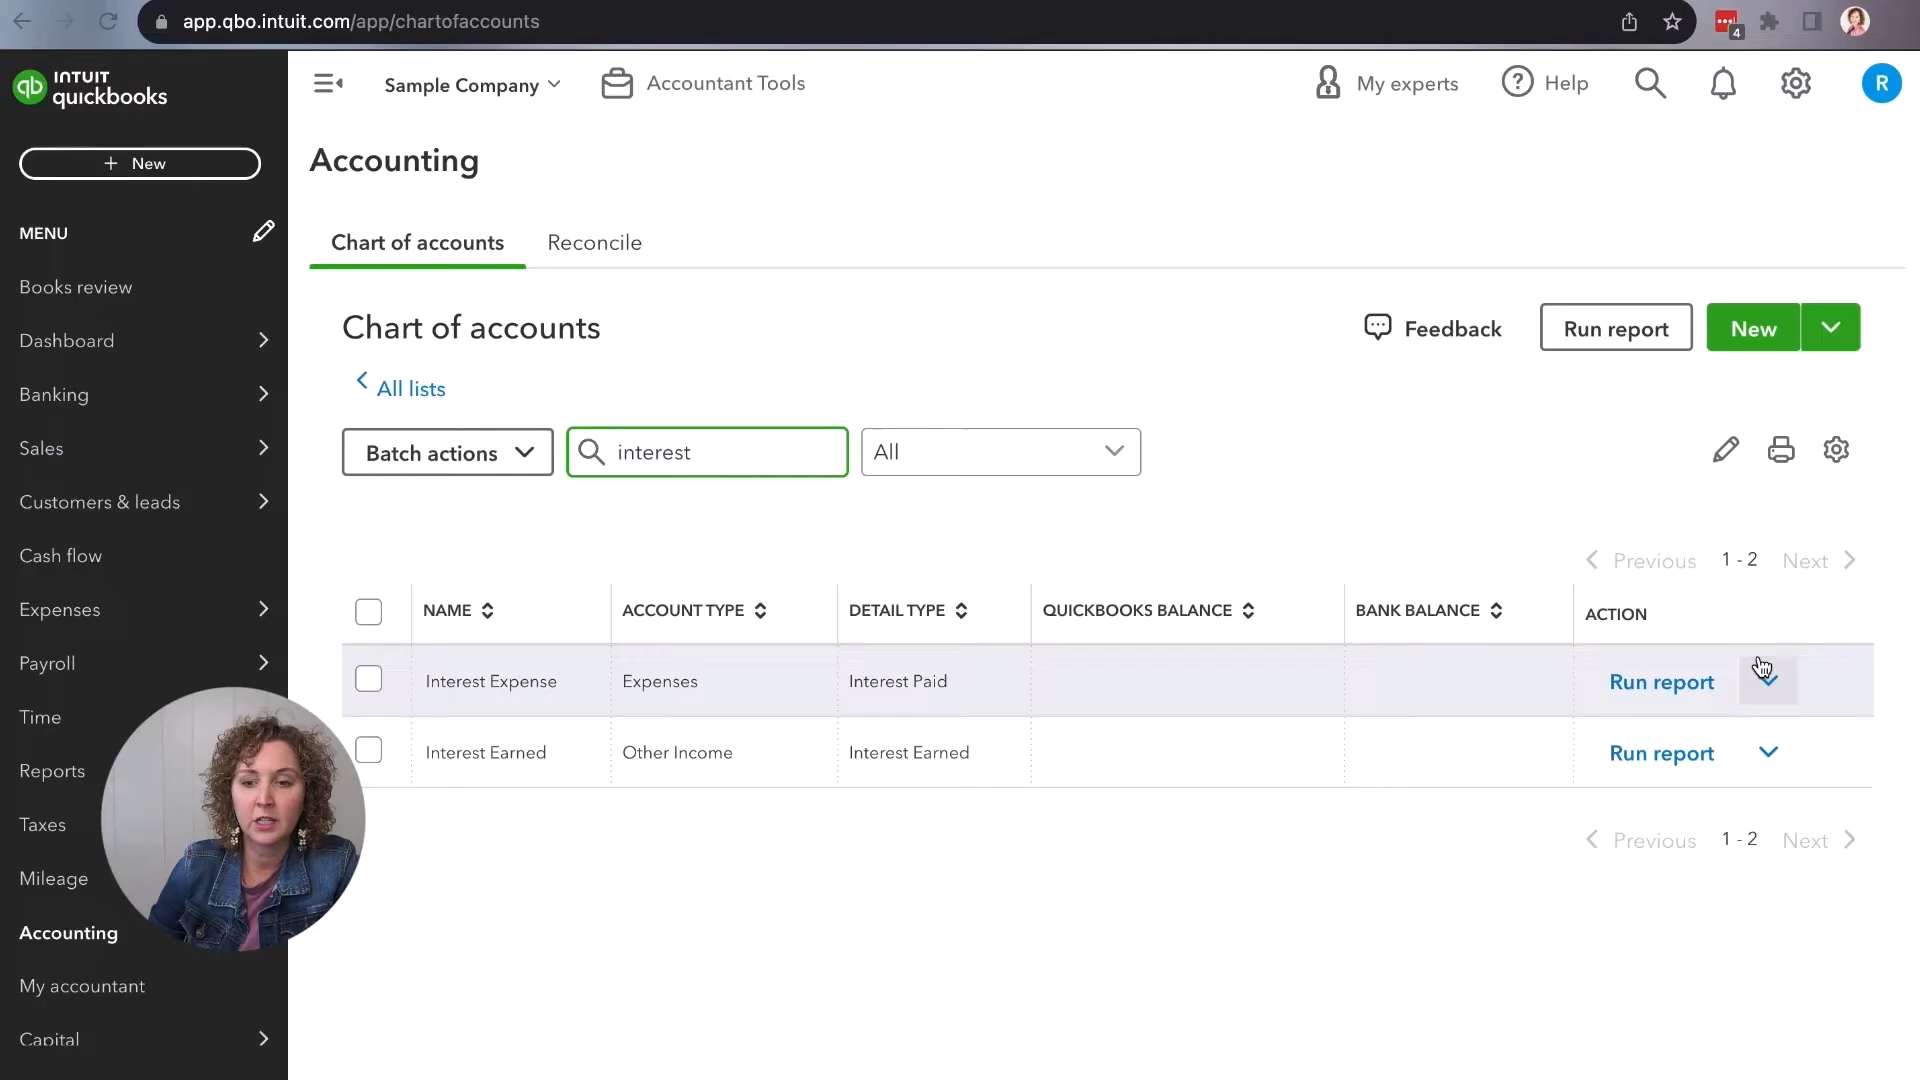 app.qbo.intuit.com/app/chartofaccounts
4
qb INTUIT quickbooks
Sample Company
Accountant Tools
My experts
Help
R
+ New
Accounting
MENU
Chart of accounts
Reconcile
Books review
Dashboard
Banking
Sales
Customers & leads
Cash flow
Expenses
Payroll
Time
Reports
Taxes
Mileage
Accounting
My accountant
Capital
Chart of accounts
Feedback
Run report
New
All lists
Batch actions
interest
All
Previous 1 - 2 Next
NAME ACCOUNT TYPE DETAIL TYPE QUICKBOOKS BALANCE BANK BALANCE ACTION
Interest Expense Expenses Interest Paid Run report
Interest Earned Other Income Interest Earned Run report
Previous 1 - 2 Next